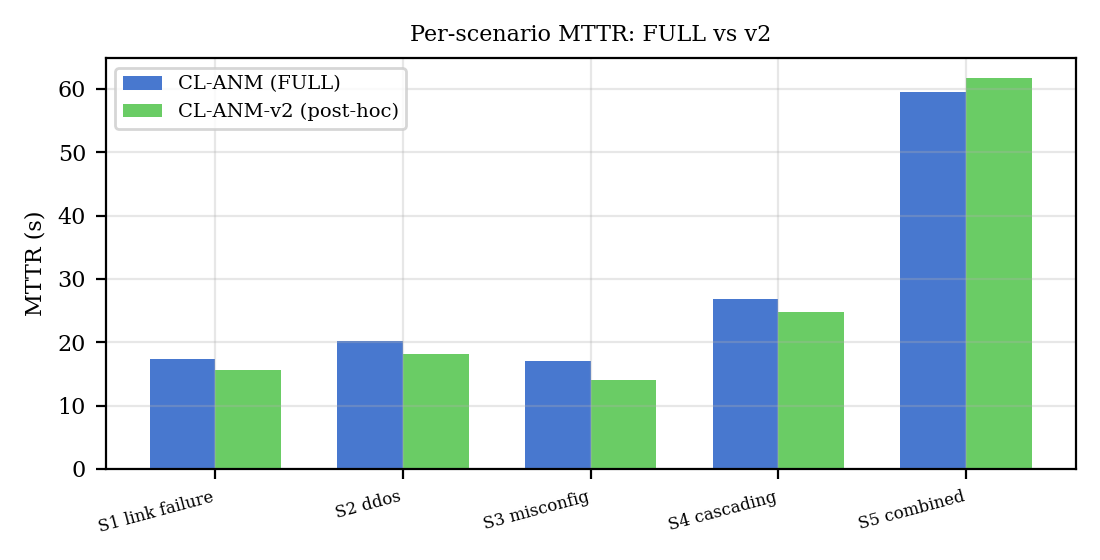 Per-scenario MTTR: FULL vs v2
CL-ANM (FULL)
CL-ANM-v2 (post-hoc)
MTTR (s)
60
50
40
30
20
10
0
S1 link failure
S2 ddos
S3 misconfig
S4 cascading
S5 combined